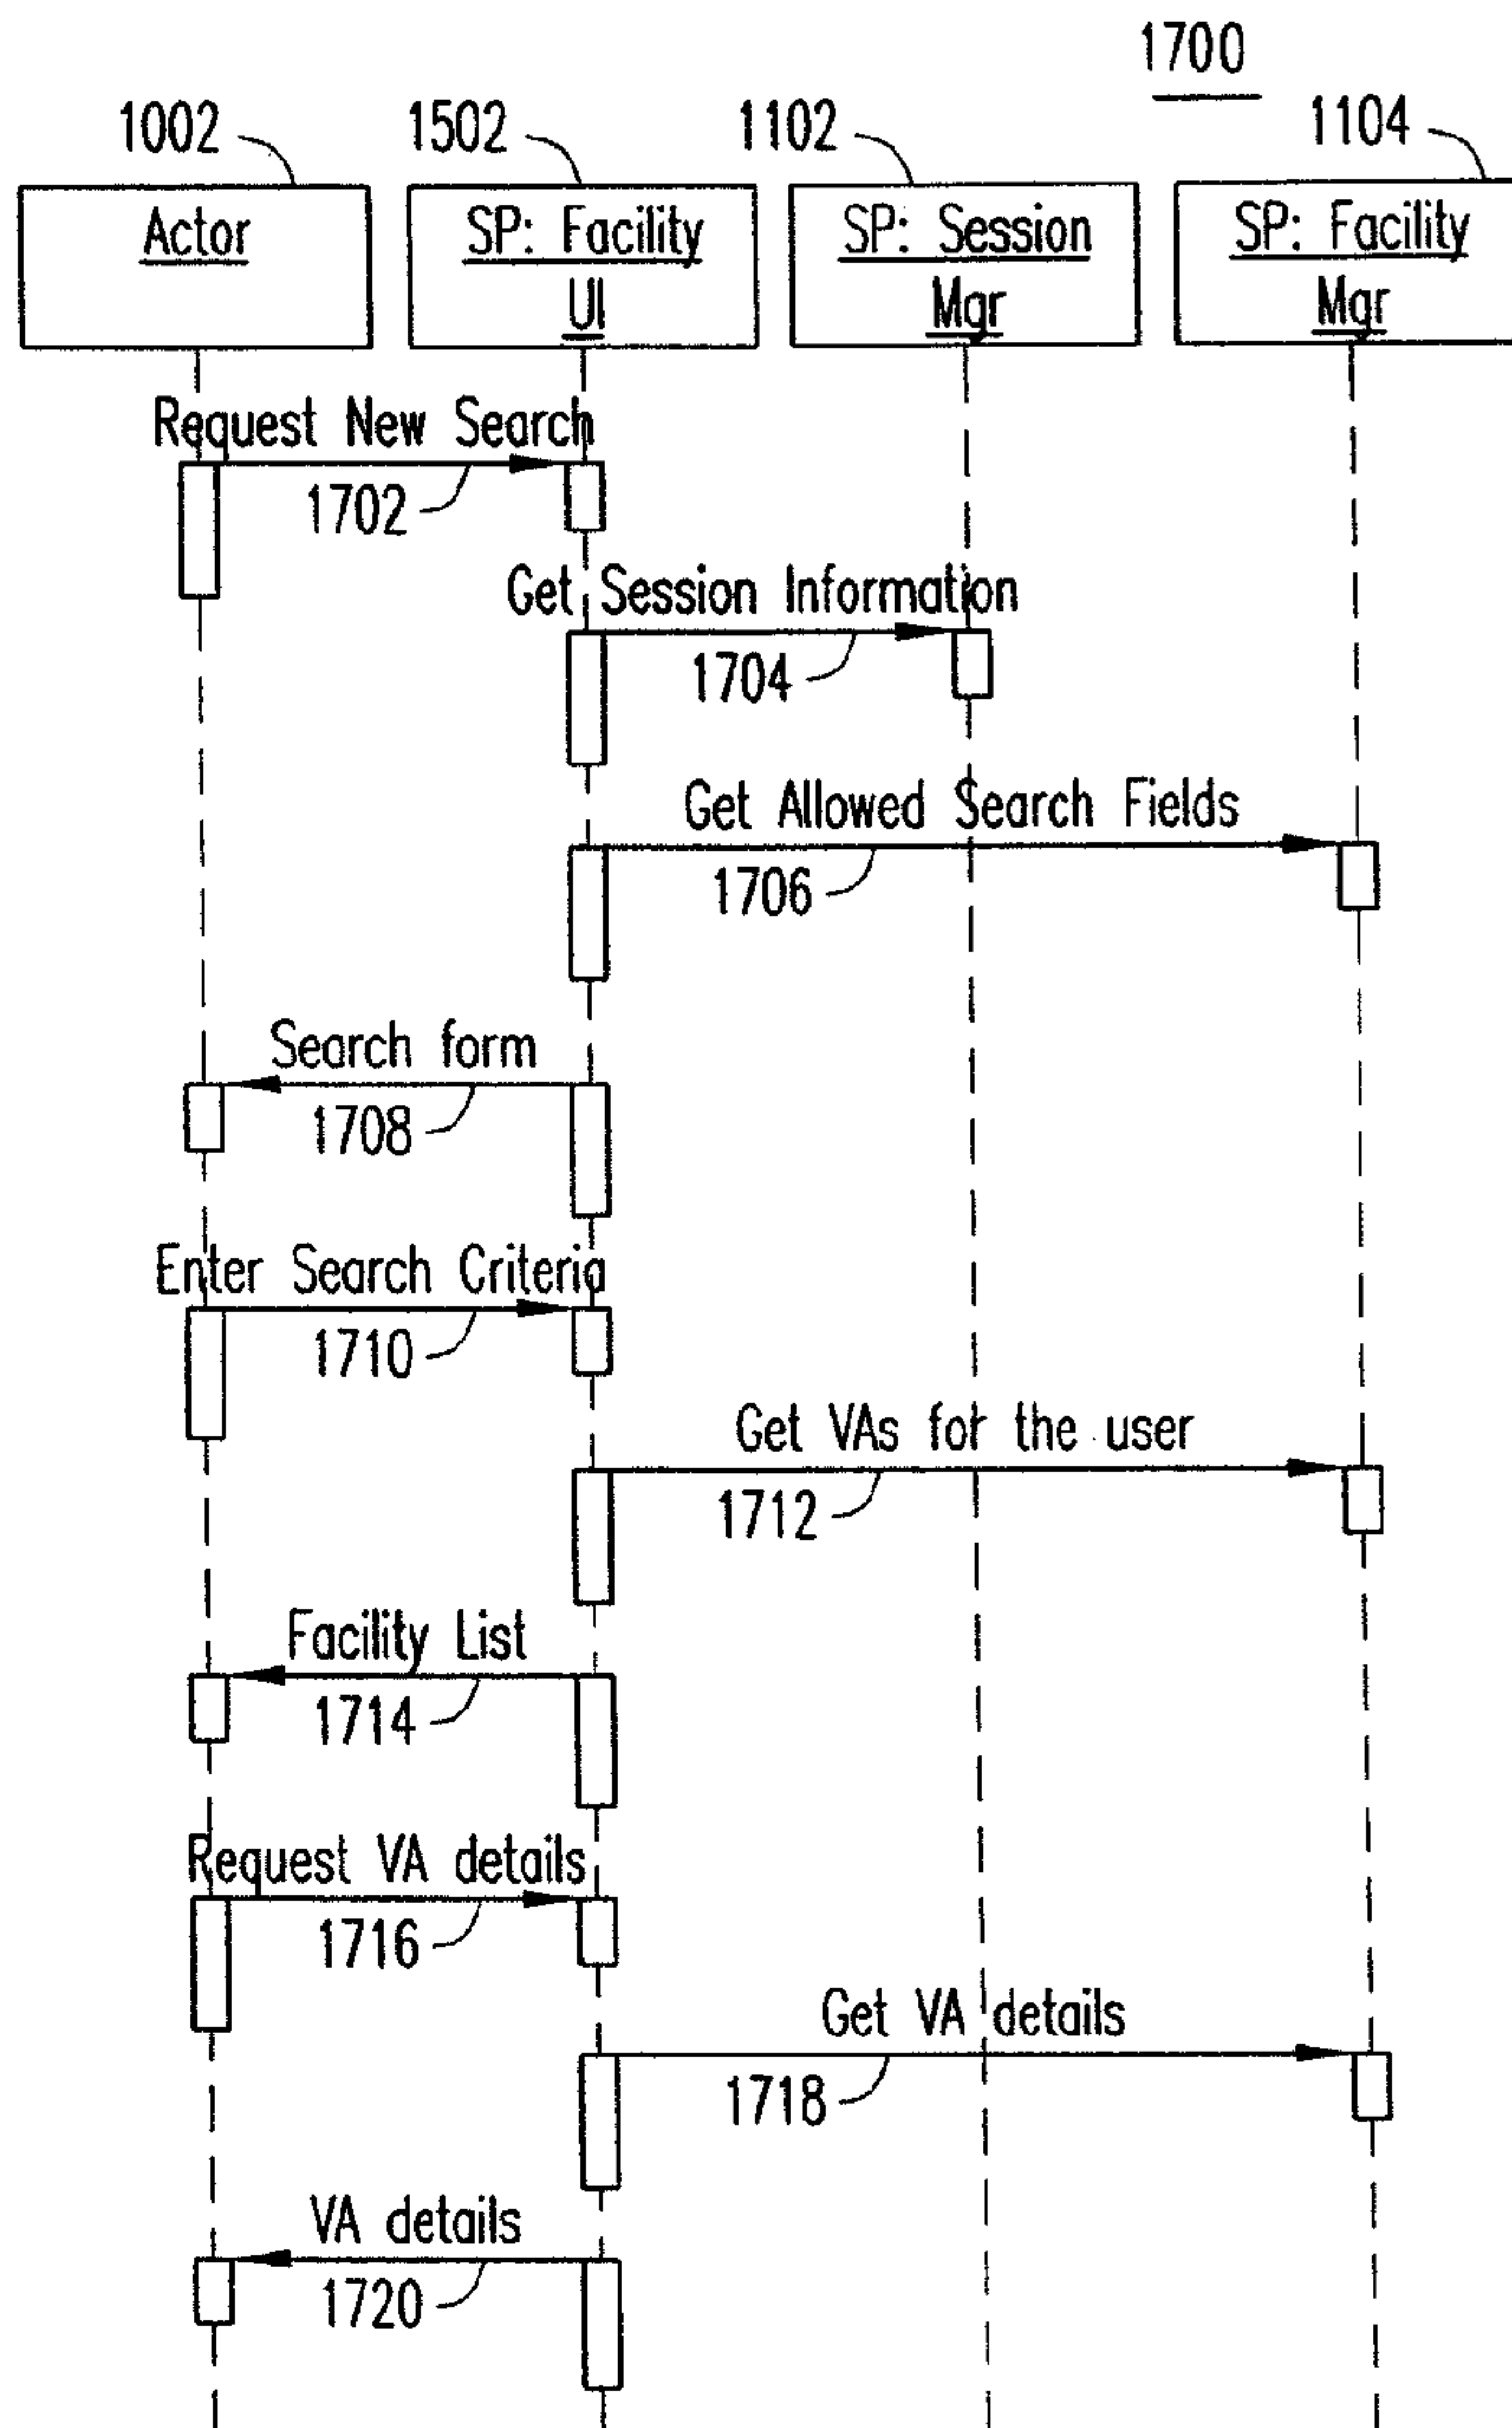 1700
1002
1502
1102
1104
Actor
SP: Facility
UI
SP: Session
Mgr
SP: Facility
Mgr
Request New Search
1702
Get Session Information
1704
Get Allowed Search Fields
1706
Search form
1708
Enter Search Criteria
1710
Get VAs for the user
1712
Facility List
1714
Request VA details
1716
Get VA details
1718
VA details
1720